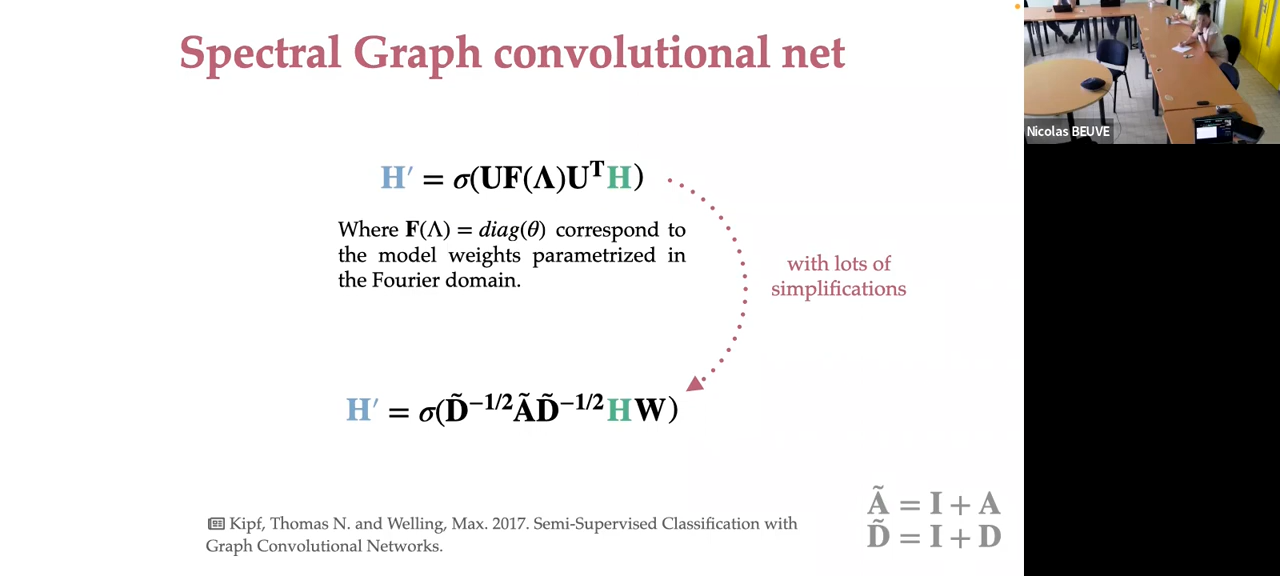 Spectral Graph convolutional net
H′ = σ(UF(Λ)UᵀH)
Where F(Λ) = diag(θ) correspond to
the model weights parametrized in
the Fourier domain.
with lots of
simplifications
H′ = σ(D̃⁻¹/²ÃD̃⁻¹/²HW)
Kipf, Thomas N. and Welling, Max. 2017. Semi-Supervised Classification with
Graph Convolutional Networks.
Ã = I + A
D̃ = I + D
Nicolas BEUVE